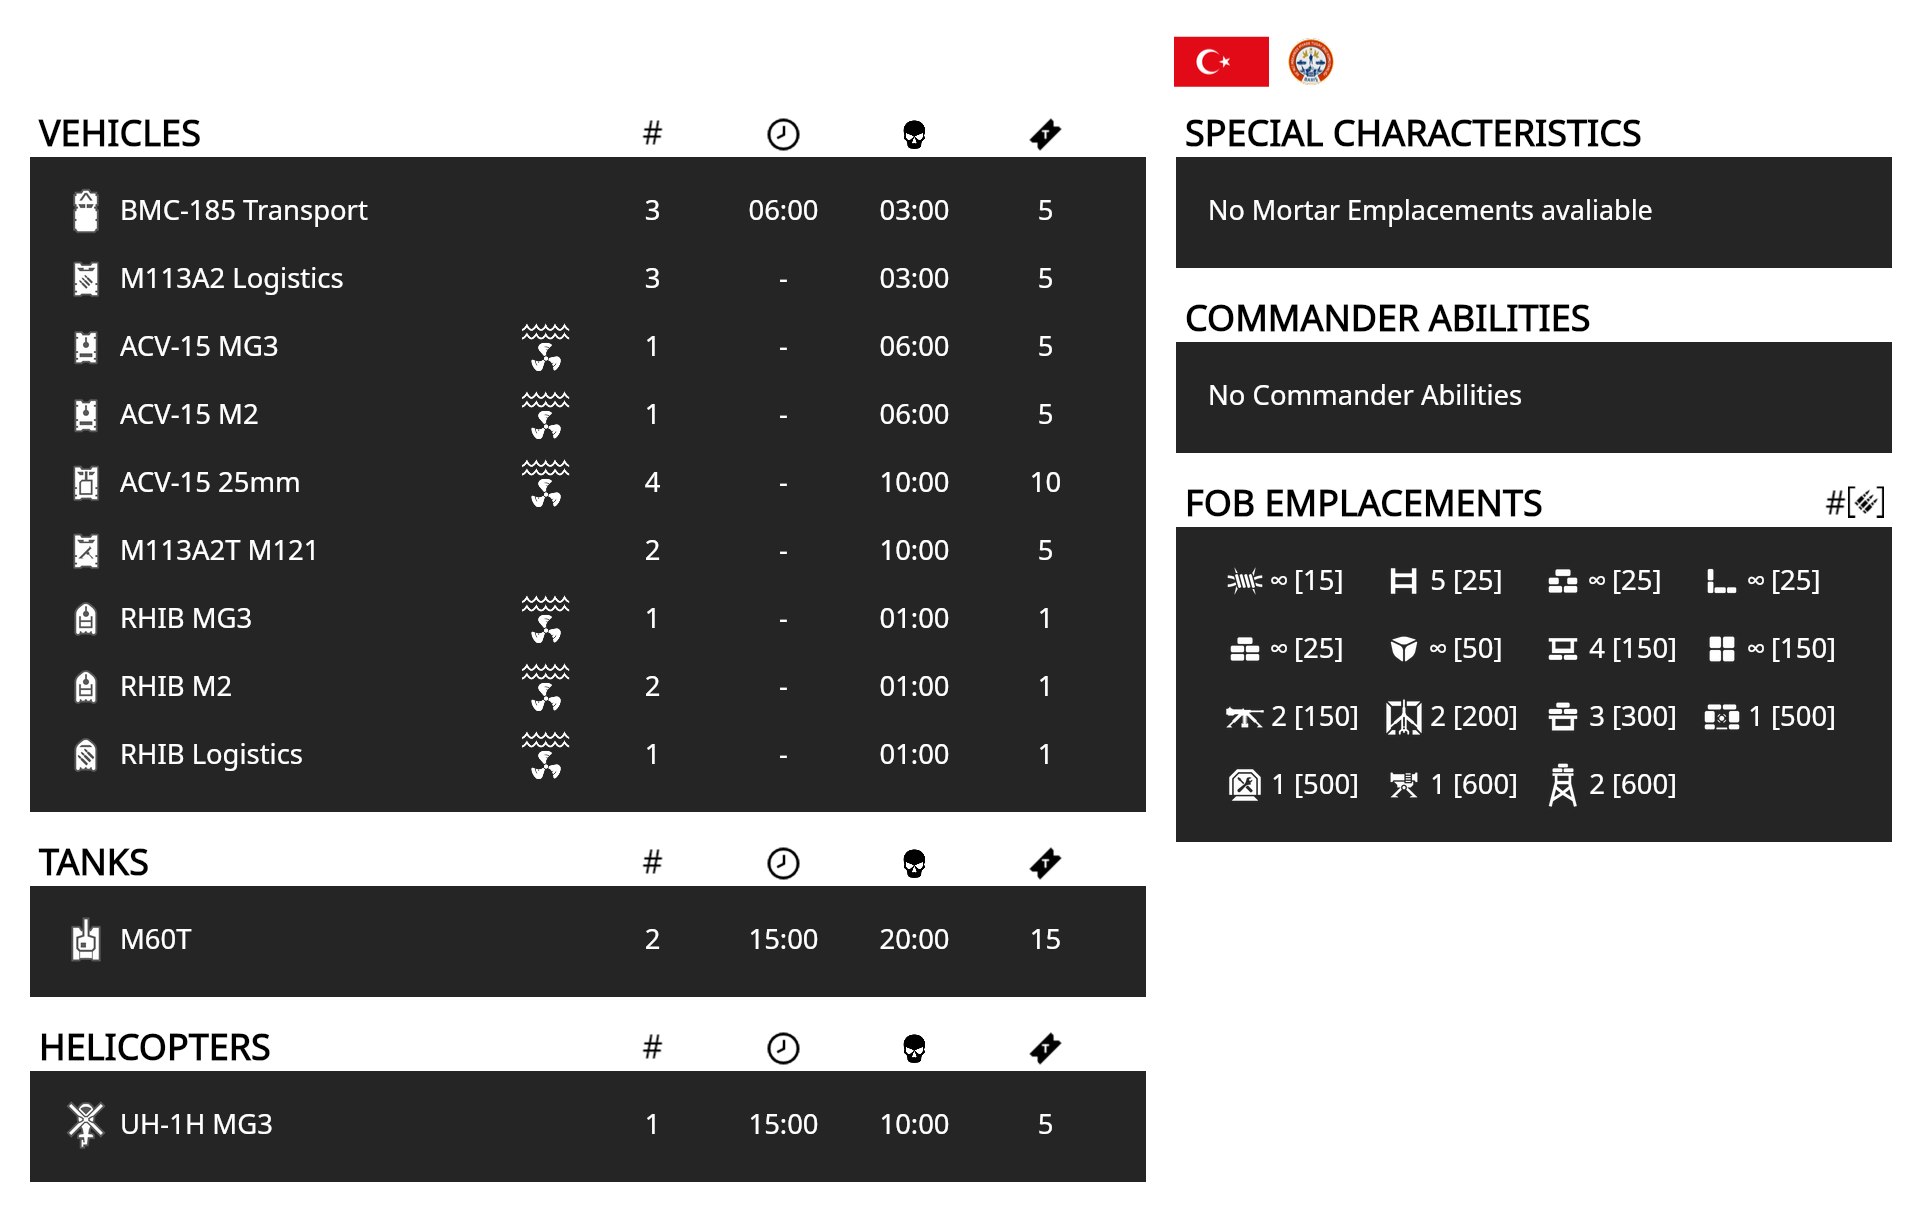 VEHICLES #
BMC-185 Transport 3 06:00 03:00 5
M113A2 Logistics 3 - 03:00 5
ACV-15 MG3 1 - 06:00 5
ACV-15 M2 1 - 06:00 5
ACV-15 25mm 4 - 10:00 10
M113A2T M121 2 - 10:00 5
RHIB MG3 1 - 01:00 1
RHIB M2 2 - 01:00 1
RHIB Logistics 1 - 01:00 1
TANKS #
M60T 2 15:00 20:00 15
HELICOPTERS #
UH-1H MG3 1 15:00 10:00 5
SPECIAL CHARACTERISTICS
No Mortar Emplacements avaliable
COMMANDER ABILITIES
No Commander Abilities
FOB EMPLACEMENTS #[ ]
∞ [15] 5 [25] ∞ [25] ∞ [25]
∞ [25] ∞ [50] 4 [150] ∞ [150]
2 [150] 2 [200] 3 [300] 1 [500]
1 [500] 1 [600] 2 [600]